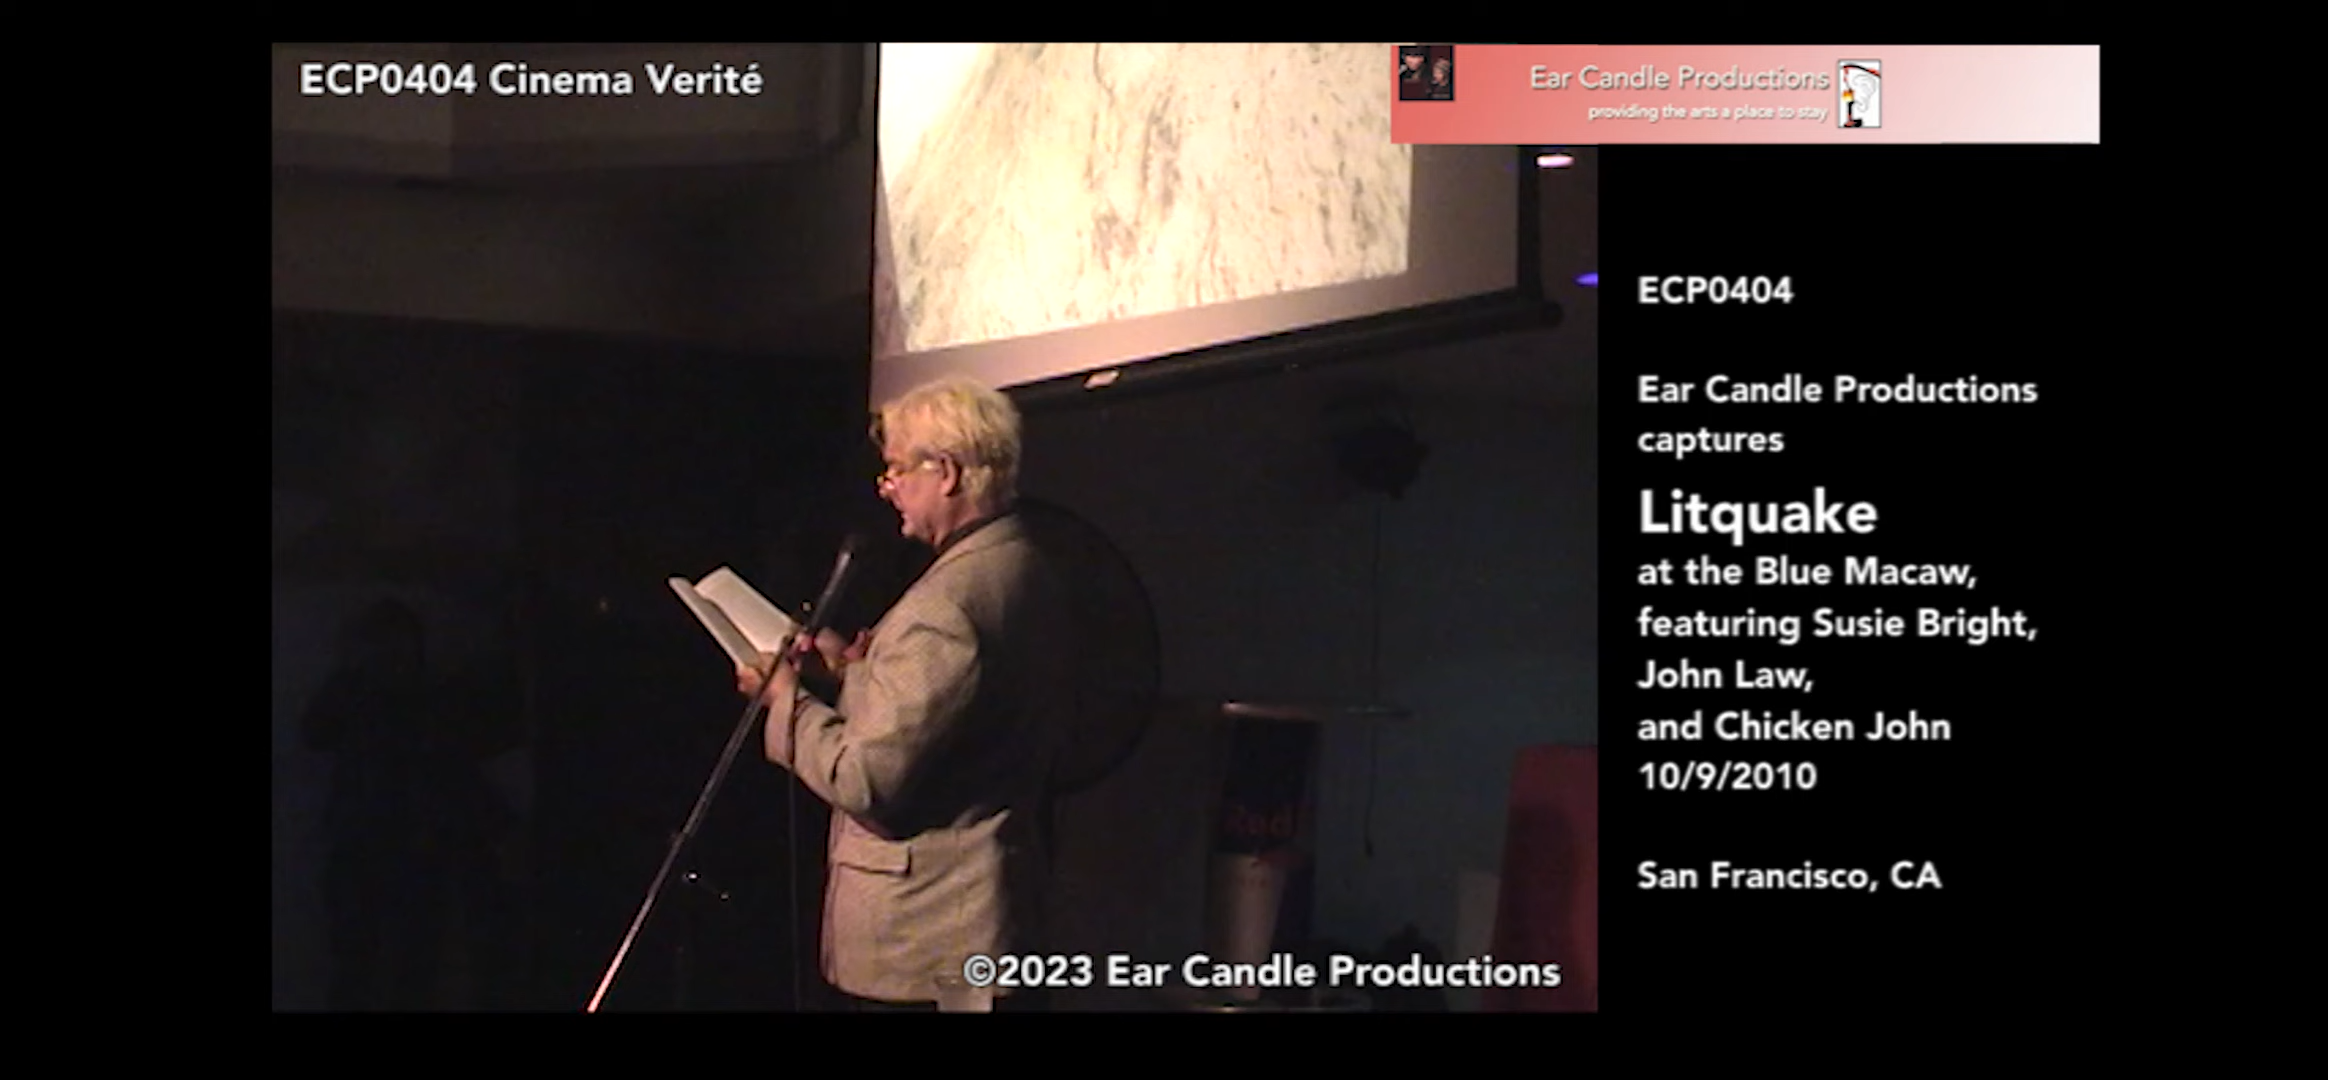 ECP0404 Cinema Verité
Ear Candle Productions
providing the arts a place to stay
ECP0404
Ear Candle Productions
captures
Litquake
at the Blue Macaw,
featuring Susie Bright,
John Law,
and Chicken John
10/9/2010
San Francisco, CA
Red
©2023 Ear Candle Productions